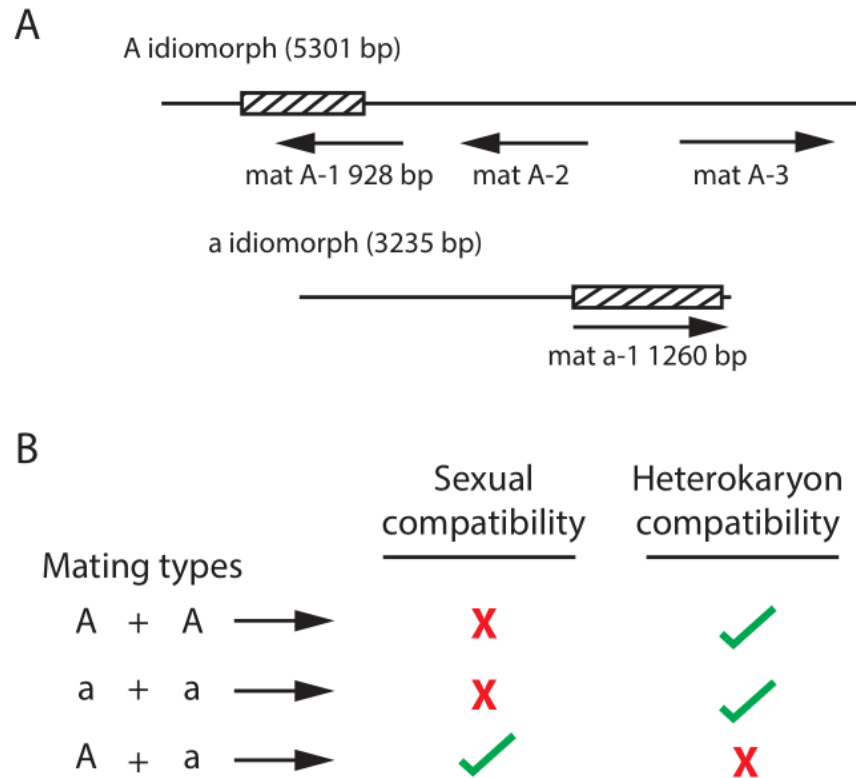 A
A idiomorph (5301 bp)
mat A-1 928 bp mat A-2 mat A-3
a idiomorph (3235 bp)
mat a-1 1260 bp
B
Sexual compatibility Heterokaryon compatibility
Mating types
A + A X
a + a X
A + a X